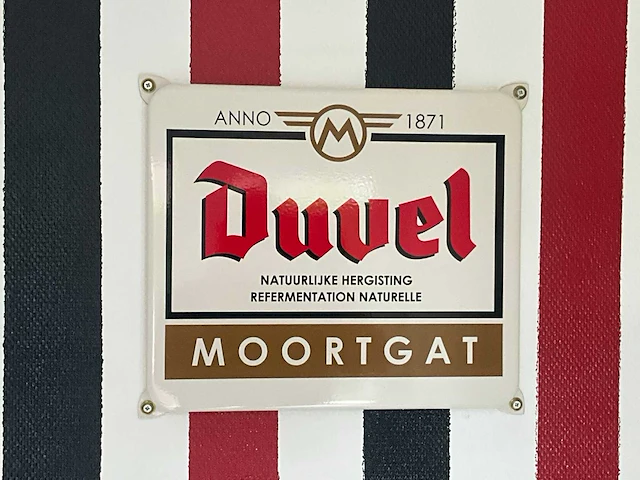 ANNO M 1871
Duvel
NATUURLIJKE HERGISTING
REFERMENTATION NATURELLE
MOORTGAT